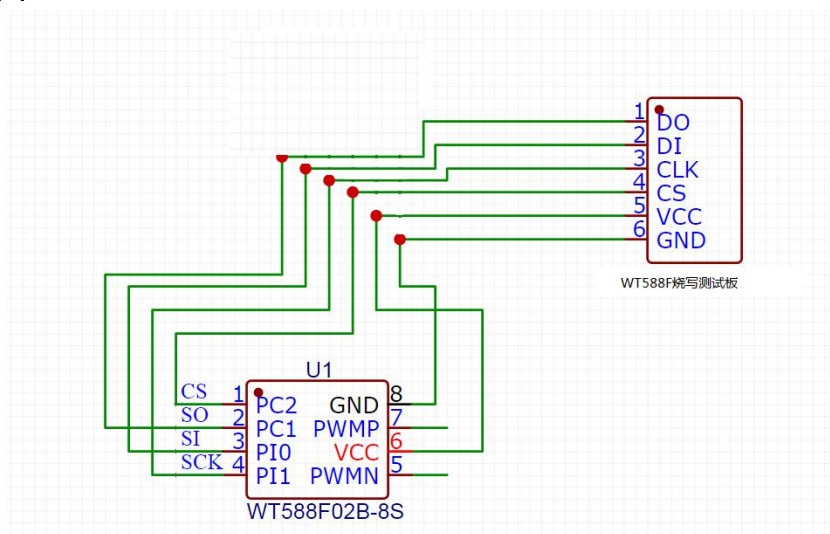 1 DO
2 DI
3 CLK
4 CS
5 VCC
6 GND
WT588F烧写测试板
U1
CS 1 PC2 GND 8
SO 2 PC1 PWMP 7
SI 3 PI0 VCC 6
SCK 4 PI1 PWMN 5
WT588F02B-8S